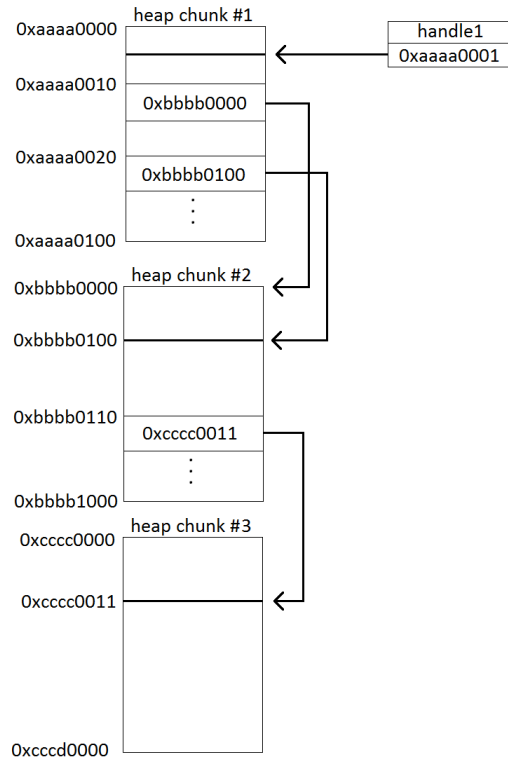 heap chunk #1
handle1
0xaaaa0000
0xaaaa0001
0xaaaa0010
0xbbbb0000
0xaaaa0020
0xbbbb0100
0xaaaa0100
heap chunk #2
0xbbbb0000
0xbbbb0100
0xbbbb0110
0xcccc0011
0xbbbb1000
heap chunk #3
0xcccc0000
0xcccc0011
0xcccd0000